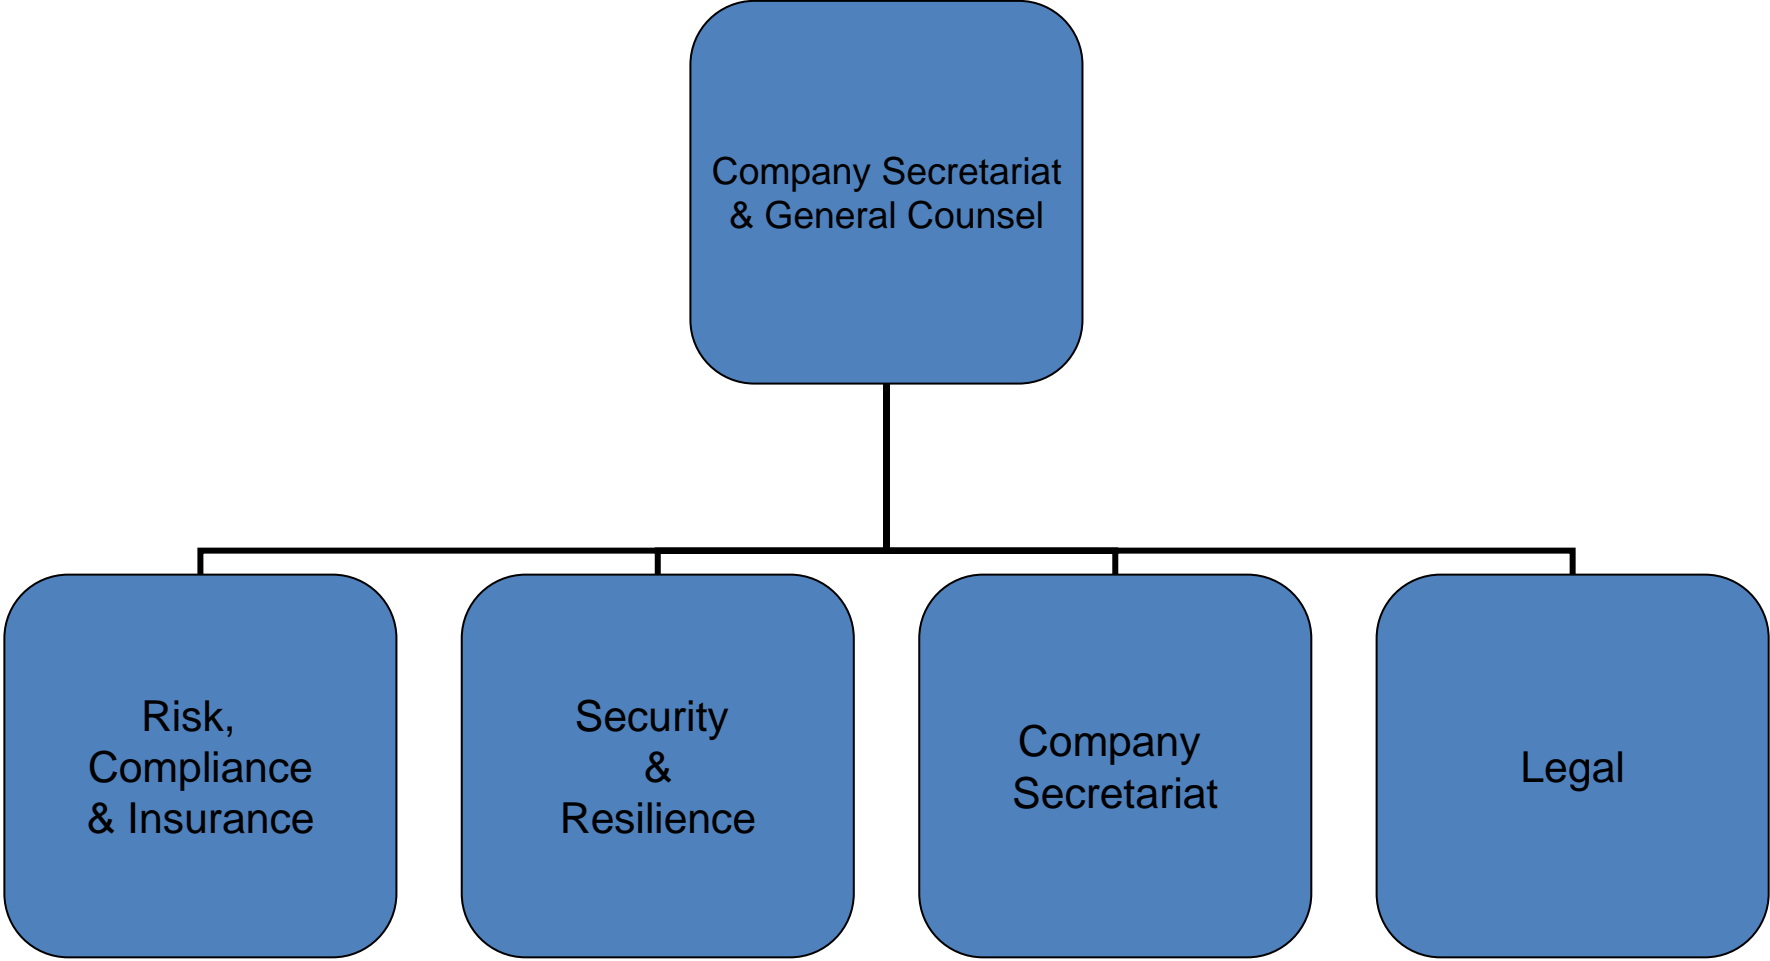 Company Secretariat
& General Counsel
Risk,
Compliance
& Insurance
Security
&
Resilience
Company
Secretariat
Legal